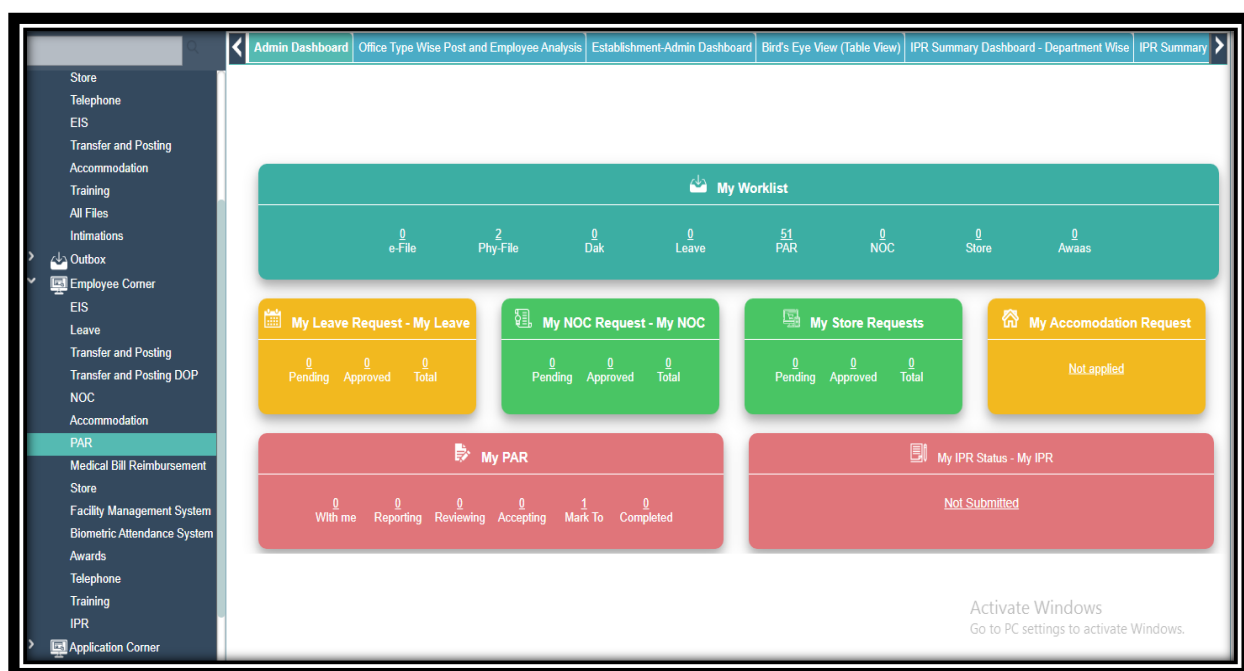 Admin Dashboard Office Type Wise Post and Employee Analysis Establishment-Admin Dashboard Bird's Eye View (Table View) IPR Summary Dashboard - Department Wise IPR Summary
Store
Telephone
EIS
Transfer and Posting
Accommodation
Training
All Files
Intimations
Outbox
Employee Corner
EIS
Leave
Transfer and Posting
Transfer and Posting DOP
NOC
Accommodation
PAR
Medical Bill Reimbursement
Store
Facility Management System
Biometric Attendance System
Awards
Telephone
Training
IPR
Application Corner
My Worklist
0 2 0 0 51 0 0 0
e-File Phy-File Dak Leave PAR NOC Store Awaas
My Leave Request - My Leave
0 0 0
Pending Approved Total
My NOC Request - My NOC
0 0 0
Pending Approved Total
My Store Requests
0 0 0
Pending Approved Total
My Accomodation Request
Not applied
My PAR
0 0 0 0 1 0
WIth me Reporting Reviewing Accepting Mark To Completed
My IPR Status - My IPR
Not Submitted
Activate Windows
Go to PC settings to activate Windows.